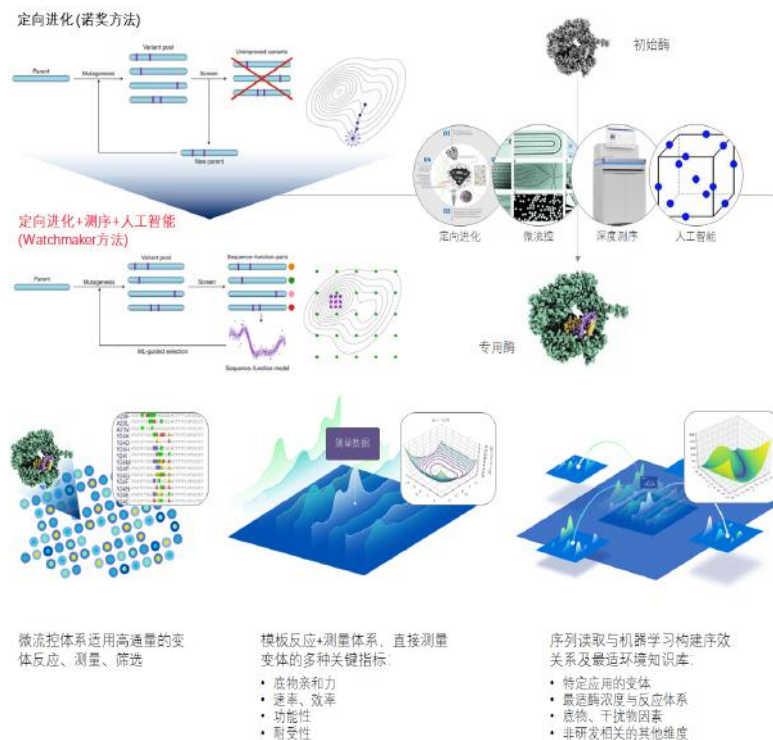 定向进化(诺奖方法)
Variant pool
Unimproved variants
Parent
Mutagenesis
Screen
New parent
初始酶
定向进化
微流控
深度测序
人工智能
定向进化+测序+人工智能
(Watchmaker方法)
Variant pool
Sequence-function pairs
Parent
Mutagenesis
Screen
ML-guided selection
Sequence-function model
专用酶
测量数据
微流控体系适用高通量的变
体反应、测量、筛选
模板反应+测量体系，直接测量
变体的多种关键指标：
• 底物亲和力
• 速率、效率
• 功能性
• 耐受性
序列读取与机器学习构建序效
关系及最适环境知识库：
• 特定应用的变体
• 最适酶浓度与反应体系
• 底物、干扰物因素
• 非研发相关的其他维度